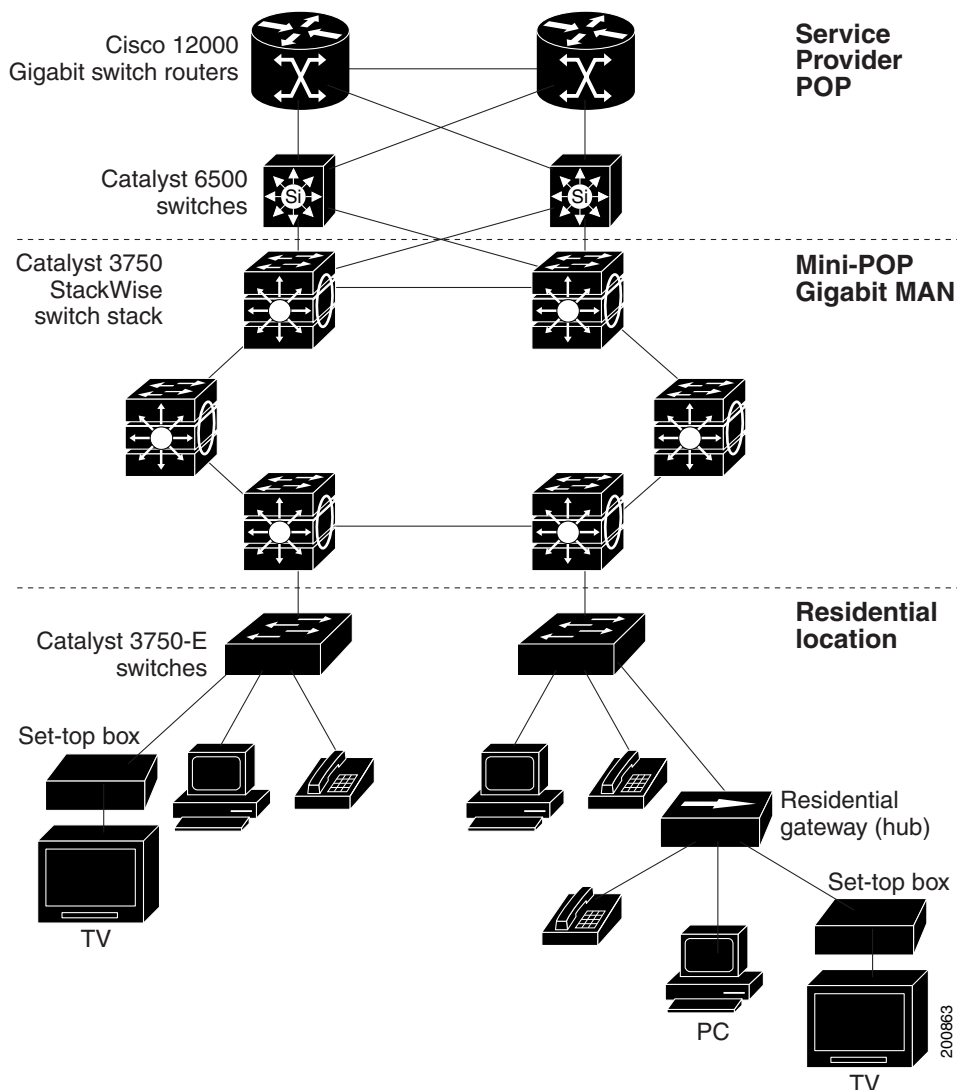 Cisco 12000
Gigabit switch routers
Service
Provider
POP
Catalyst 6500
switches
Si
Si
Catalyst 3750
StackWise
switch stack
Mini-POP
Gigabit MAN
Catalyst 3750-E
switches
Residential
location
Set-top box
TV
Residential
gateway (hub)
Set-top box
PC
TV
200863